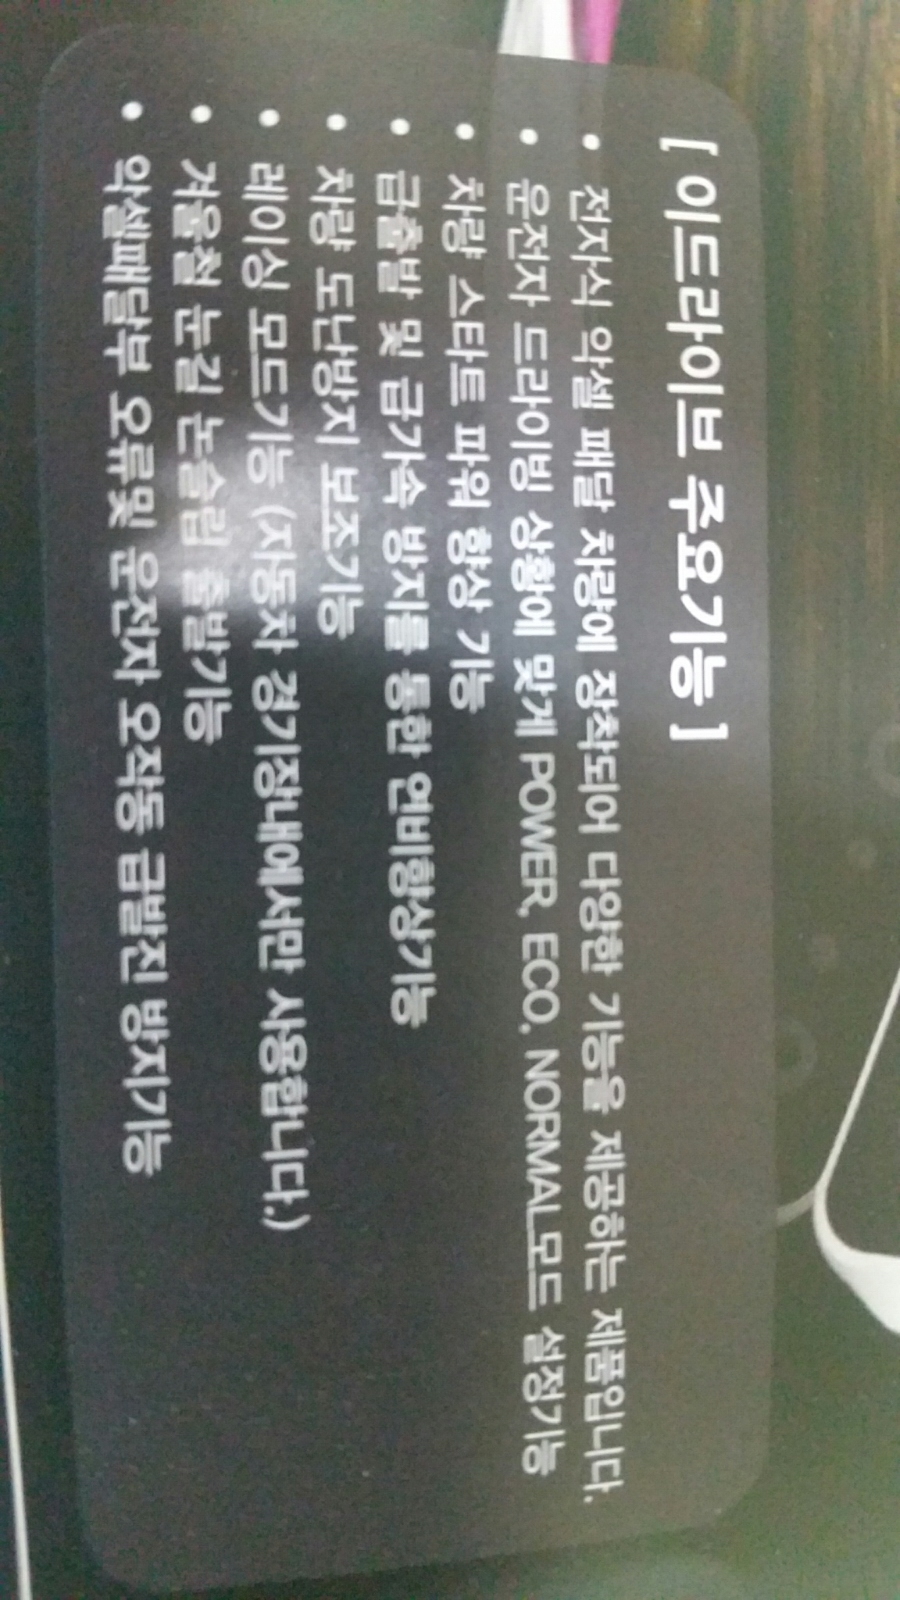 [ 이드라이브 주요기능 ]
• 전자식 악셀 패달 차량에 장착되어 다양한 기능을 제공하는 제품입니다.
• 운전자 드라이빙 상황에 맞게 POWER, ECO, NORMAL모드 설정기능
• 차량 스타트 파워 향상 기능
• 급출발 및 급가속 방지를 통한 연비향상기능
• 차량 도난방지 보조기능
• 레이싱 모드기능 (자동차 경기장내에서만 사용합니다.)
• 겨울철 눈길 논슬립 출발기능
• 악셀패달부 오류및 운전자 오작동 급발진 방지기능